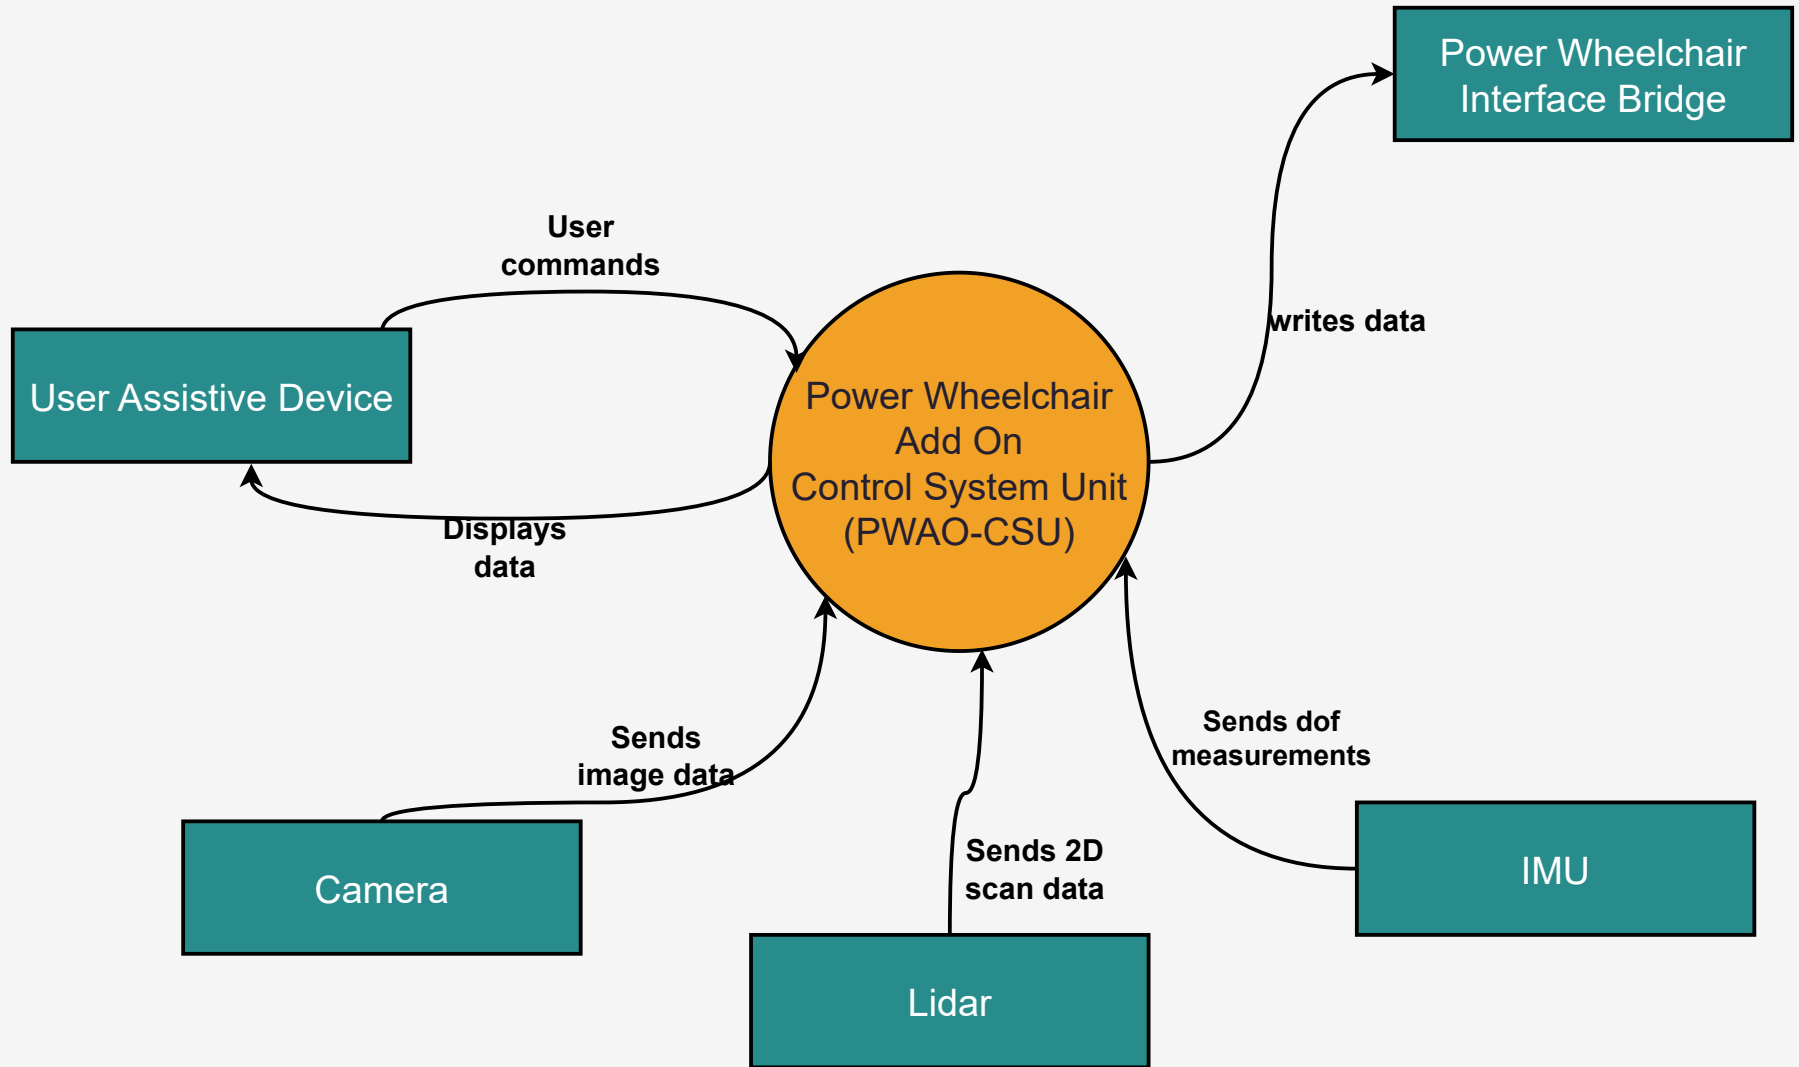 Power Wheelchair
Interface Bridge
User
commands
writes data
User Assistive Device
Power Wheelchair
Add On
Control System Unit
(PWAO-CSU)
Displays
data
Sends
image data
Sends dof
measurements
Sends 2D
scan data
Camera
IMU
Lidar